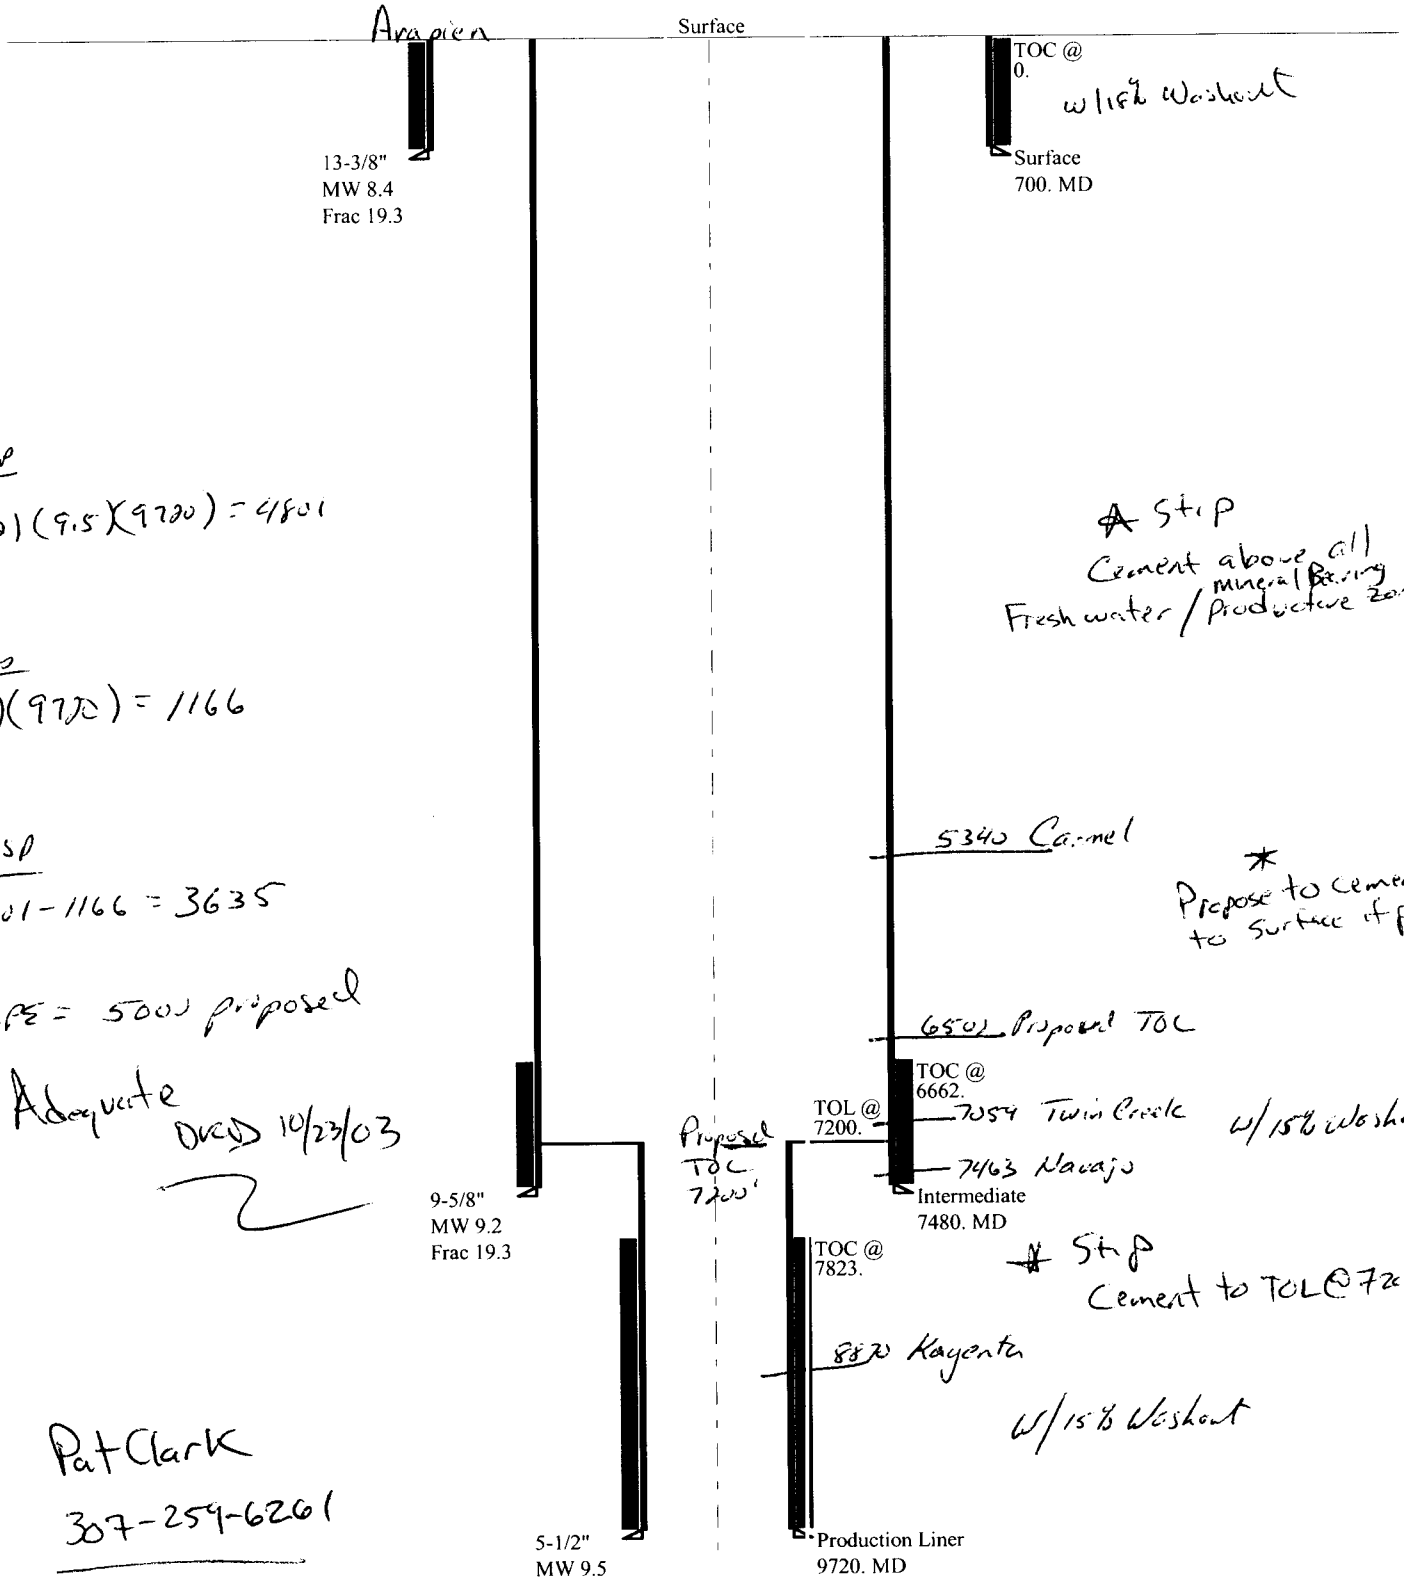 Arapien
Surface
TOC @
0.
w/18% Washout
13-3/8"
MW 8.4
Frac 19.3
Surface
700. MD
(9.5)(9720) = 4801
* Stip
Cement above all
mineral Bearing
Fresh water / Productive
)(9720) = 1166
5340 Carmel
01-1166 = 3635
*
Propose to
to Surface if
= 5000 proposed
6500 Proposed TOC
Adequate
10/23/03
TOC @
6662.
TOL @
7200.
7054 Twin Creek
w/15%
Proposed
TOC
7200'
7463 Navajo
9-5/8"
MW 9.2
Frac 19.3
Intermediate
7480. MD
TOC @
7823.
* Stip
Cement to TOL @
8870 Kayenta
w/15% Washout
Pat Clark
307-259-6261
5-1/2"
MW 9.5
Production Liner
9720. MD